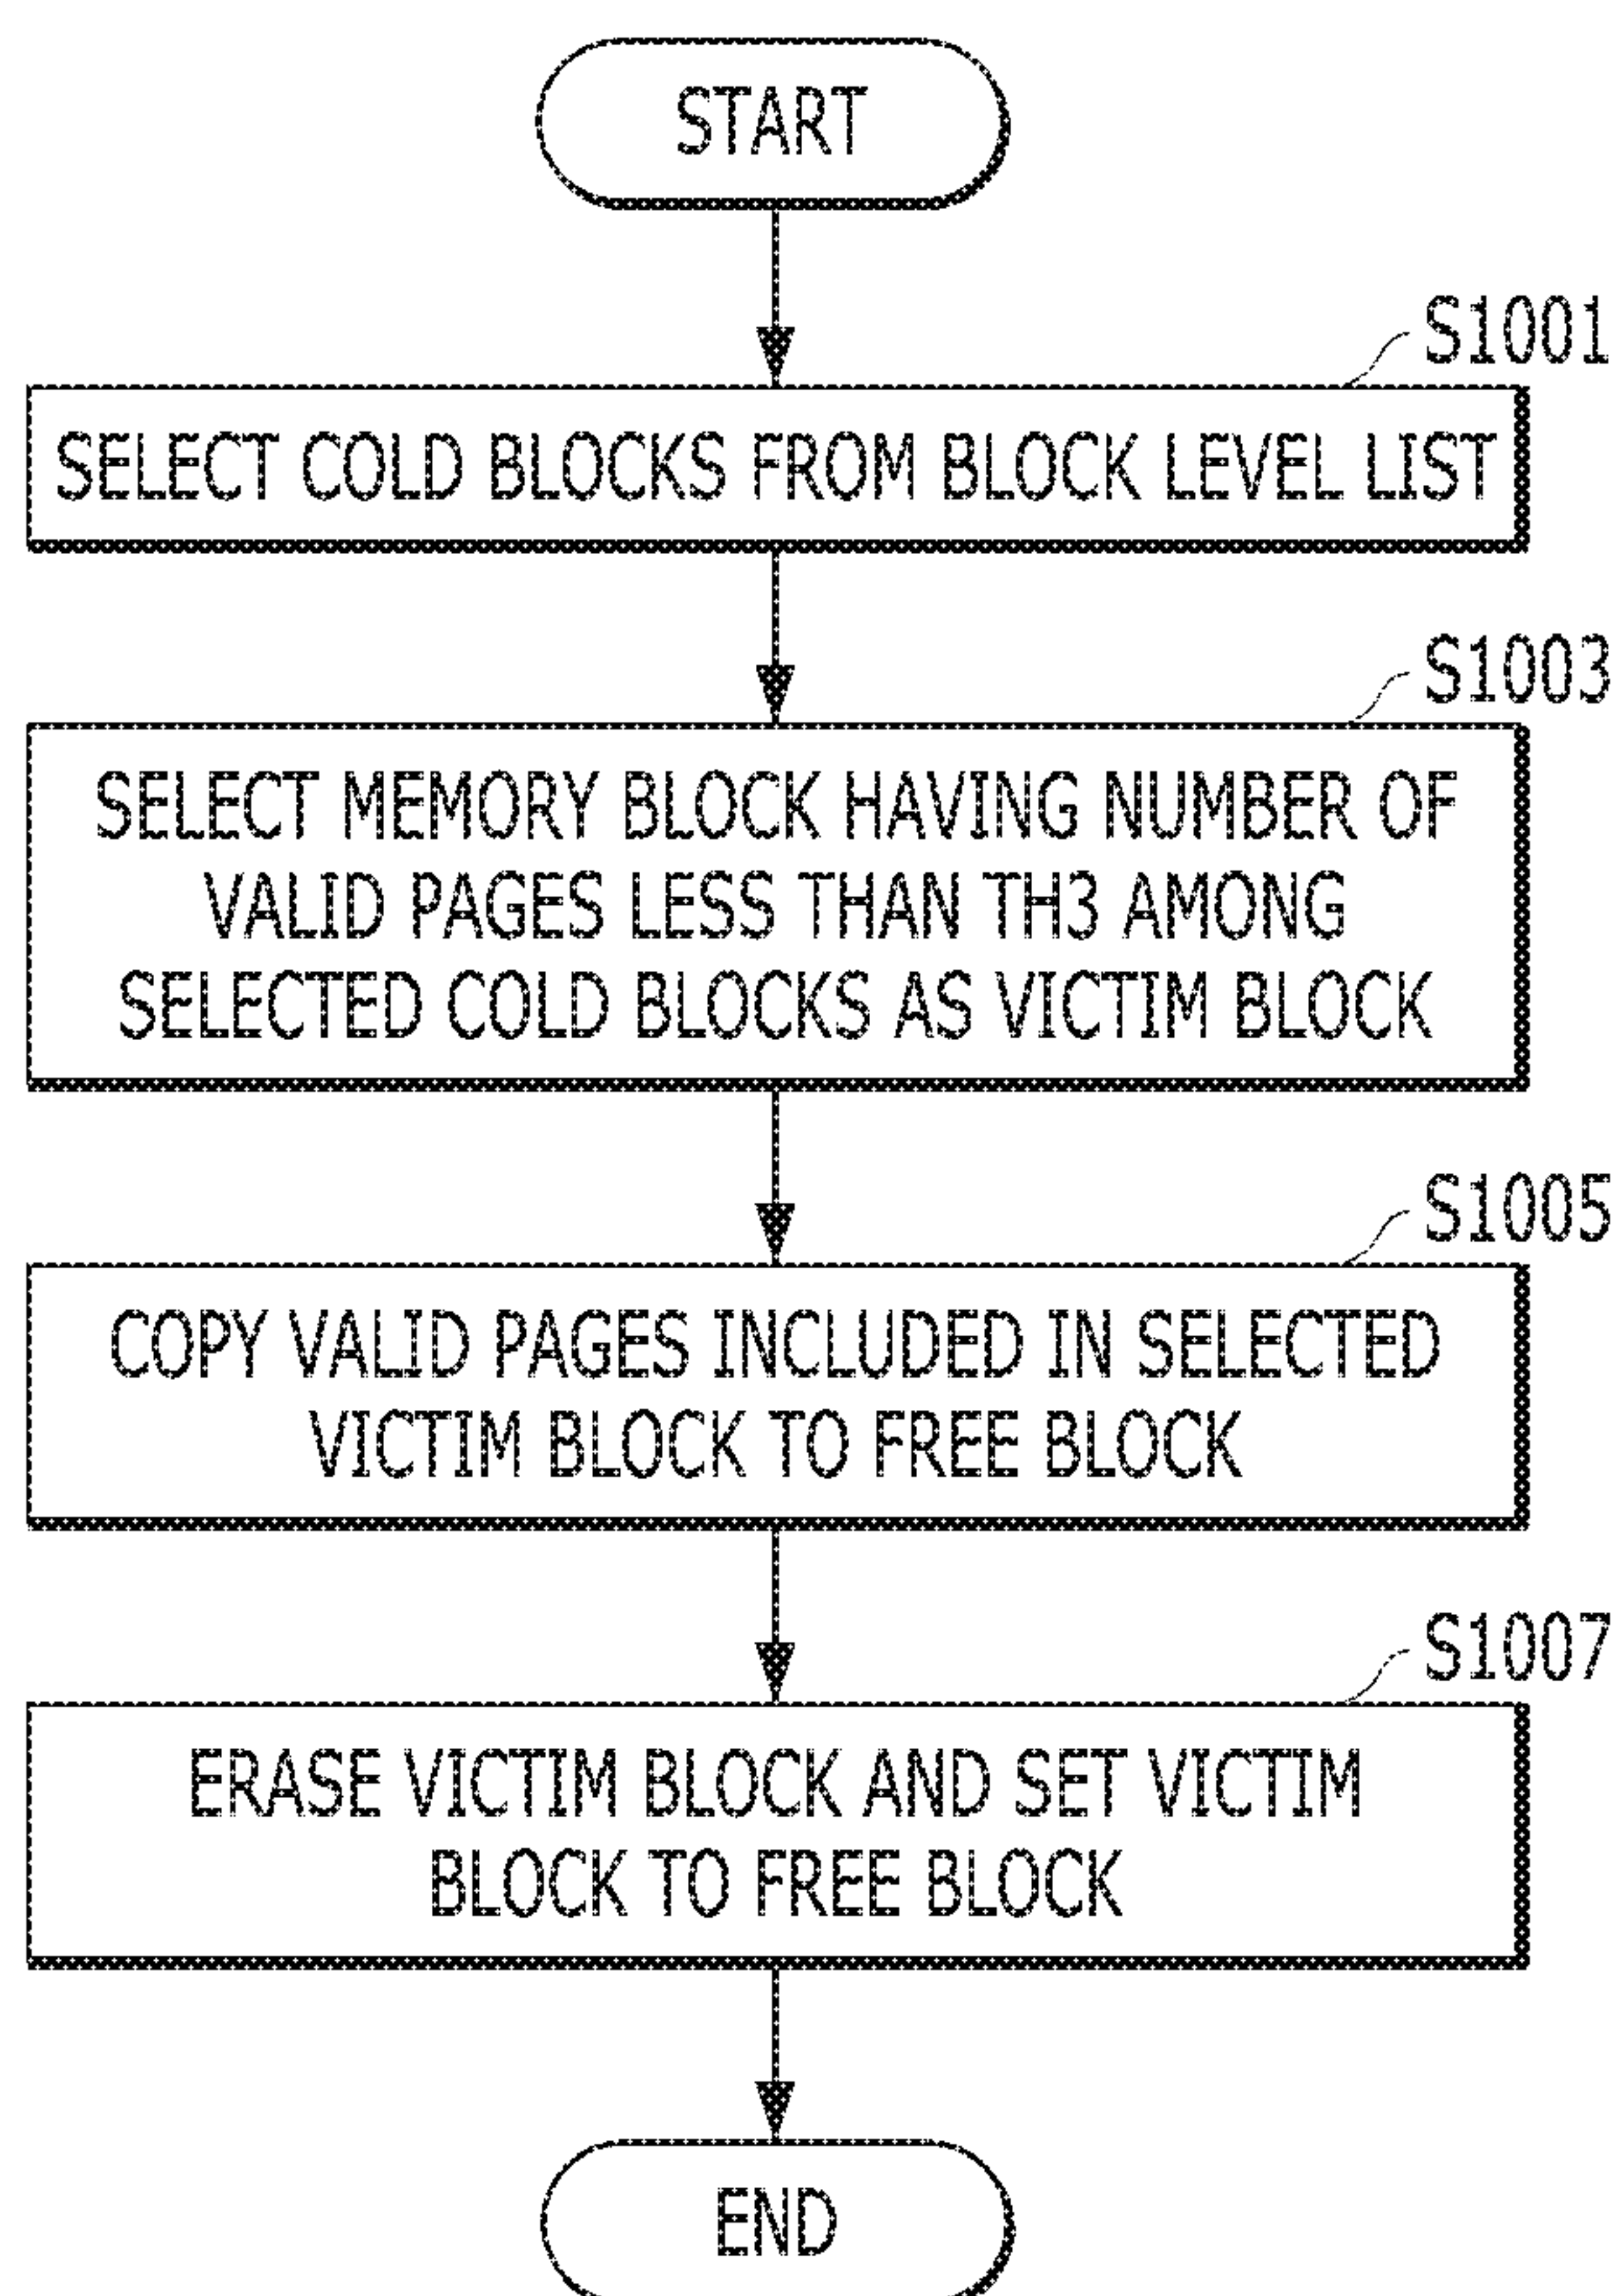 START
S1001
SELECT COLD BLOCKS FROM BLOCK LEVEL LIST
S1003
SELECT MEMORY BLOCK HAVING NUMBER OF
VALID PAGES LESS THAN TH3 AMONG
SELECTED COLD BLOCKS AS VICTIM BLOCK
S1005
COPY VALID PAGES INCLUDED IN SELECTED
VICTIM BLOCK TO FREE BLOCK
S1007
ERASE VICTIM BLOCK AND SET VICTIM
BLOCK TO FREE BLOCK
END